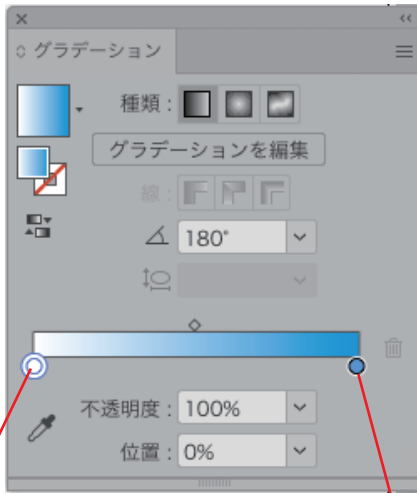 グラデーション
種類 :
グラデーションを編集
線 :
180°
不透明度 : 100%
位置 : 0%